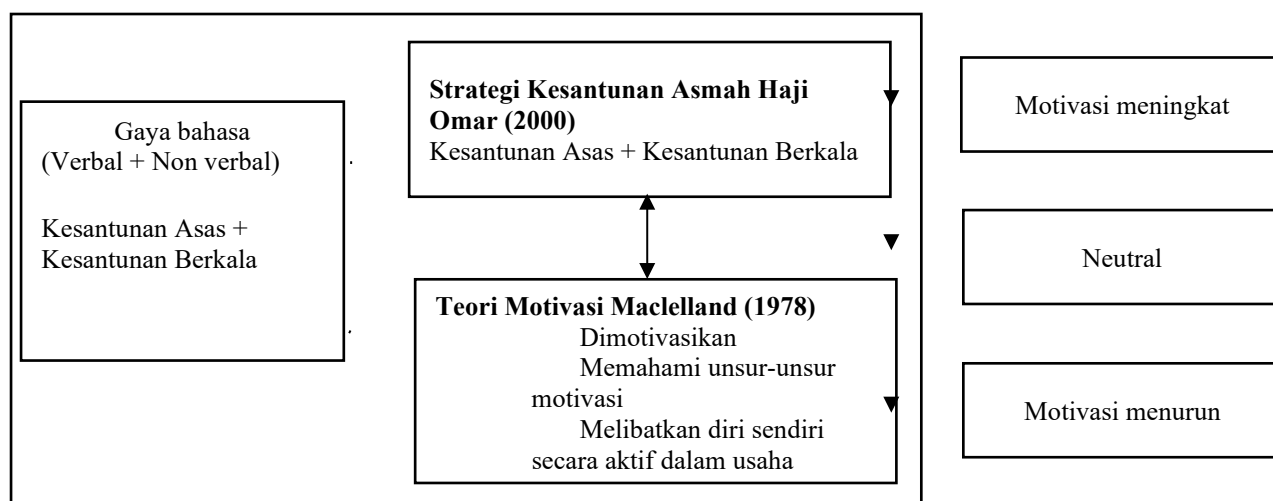 Gaya bahasa
(Verbal + Non verbal)
Kesantunan Asas +
Kesantunan Berkala
Strategi Kesantunan Asmah Haji
Omar (2000)
Kesantunan Asas + Kesantunan Berkala
Teori Motivasi Maclelland (1978)
Dimotivasikan
Memahami unsur-unsur
motivasi
Melibatkan diri sendiri
secara aktif dalam usaha
Motivasi meningkat
Neutral
Motivasi menurun